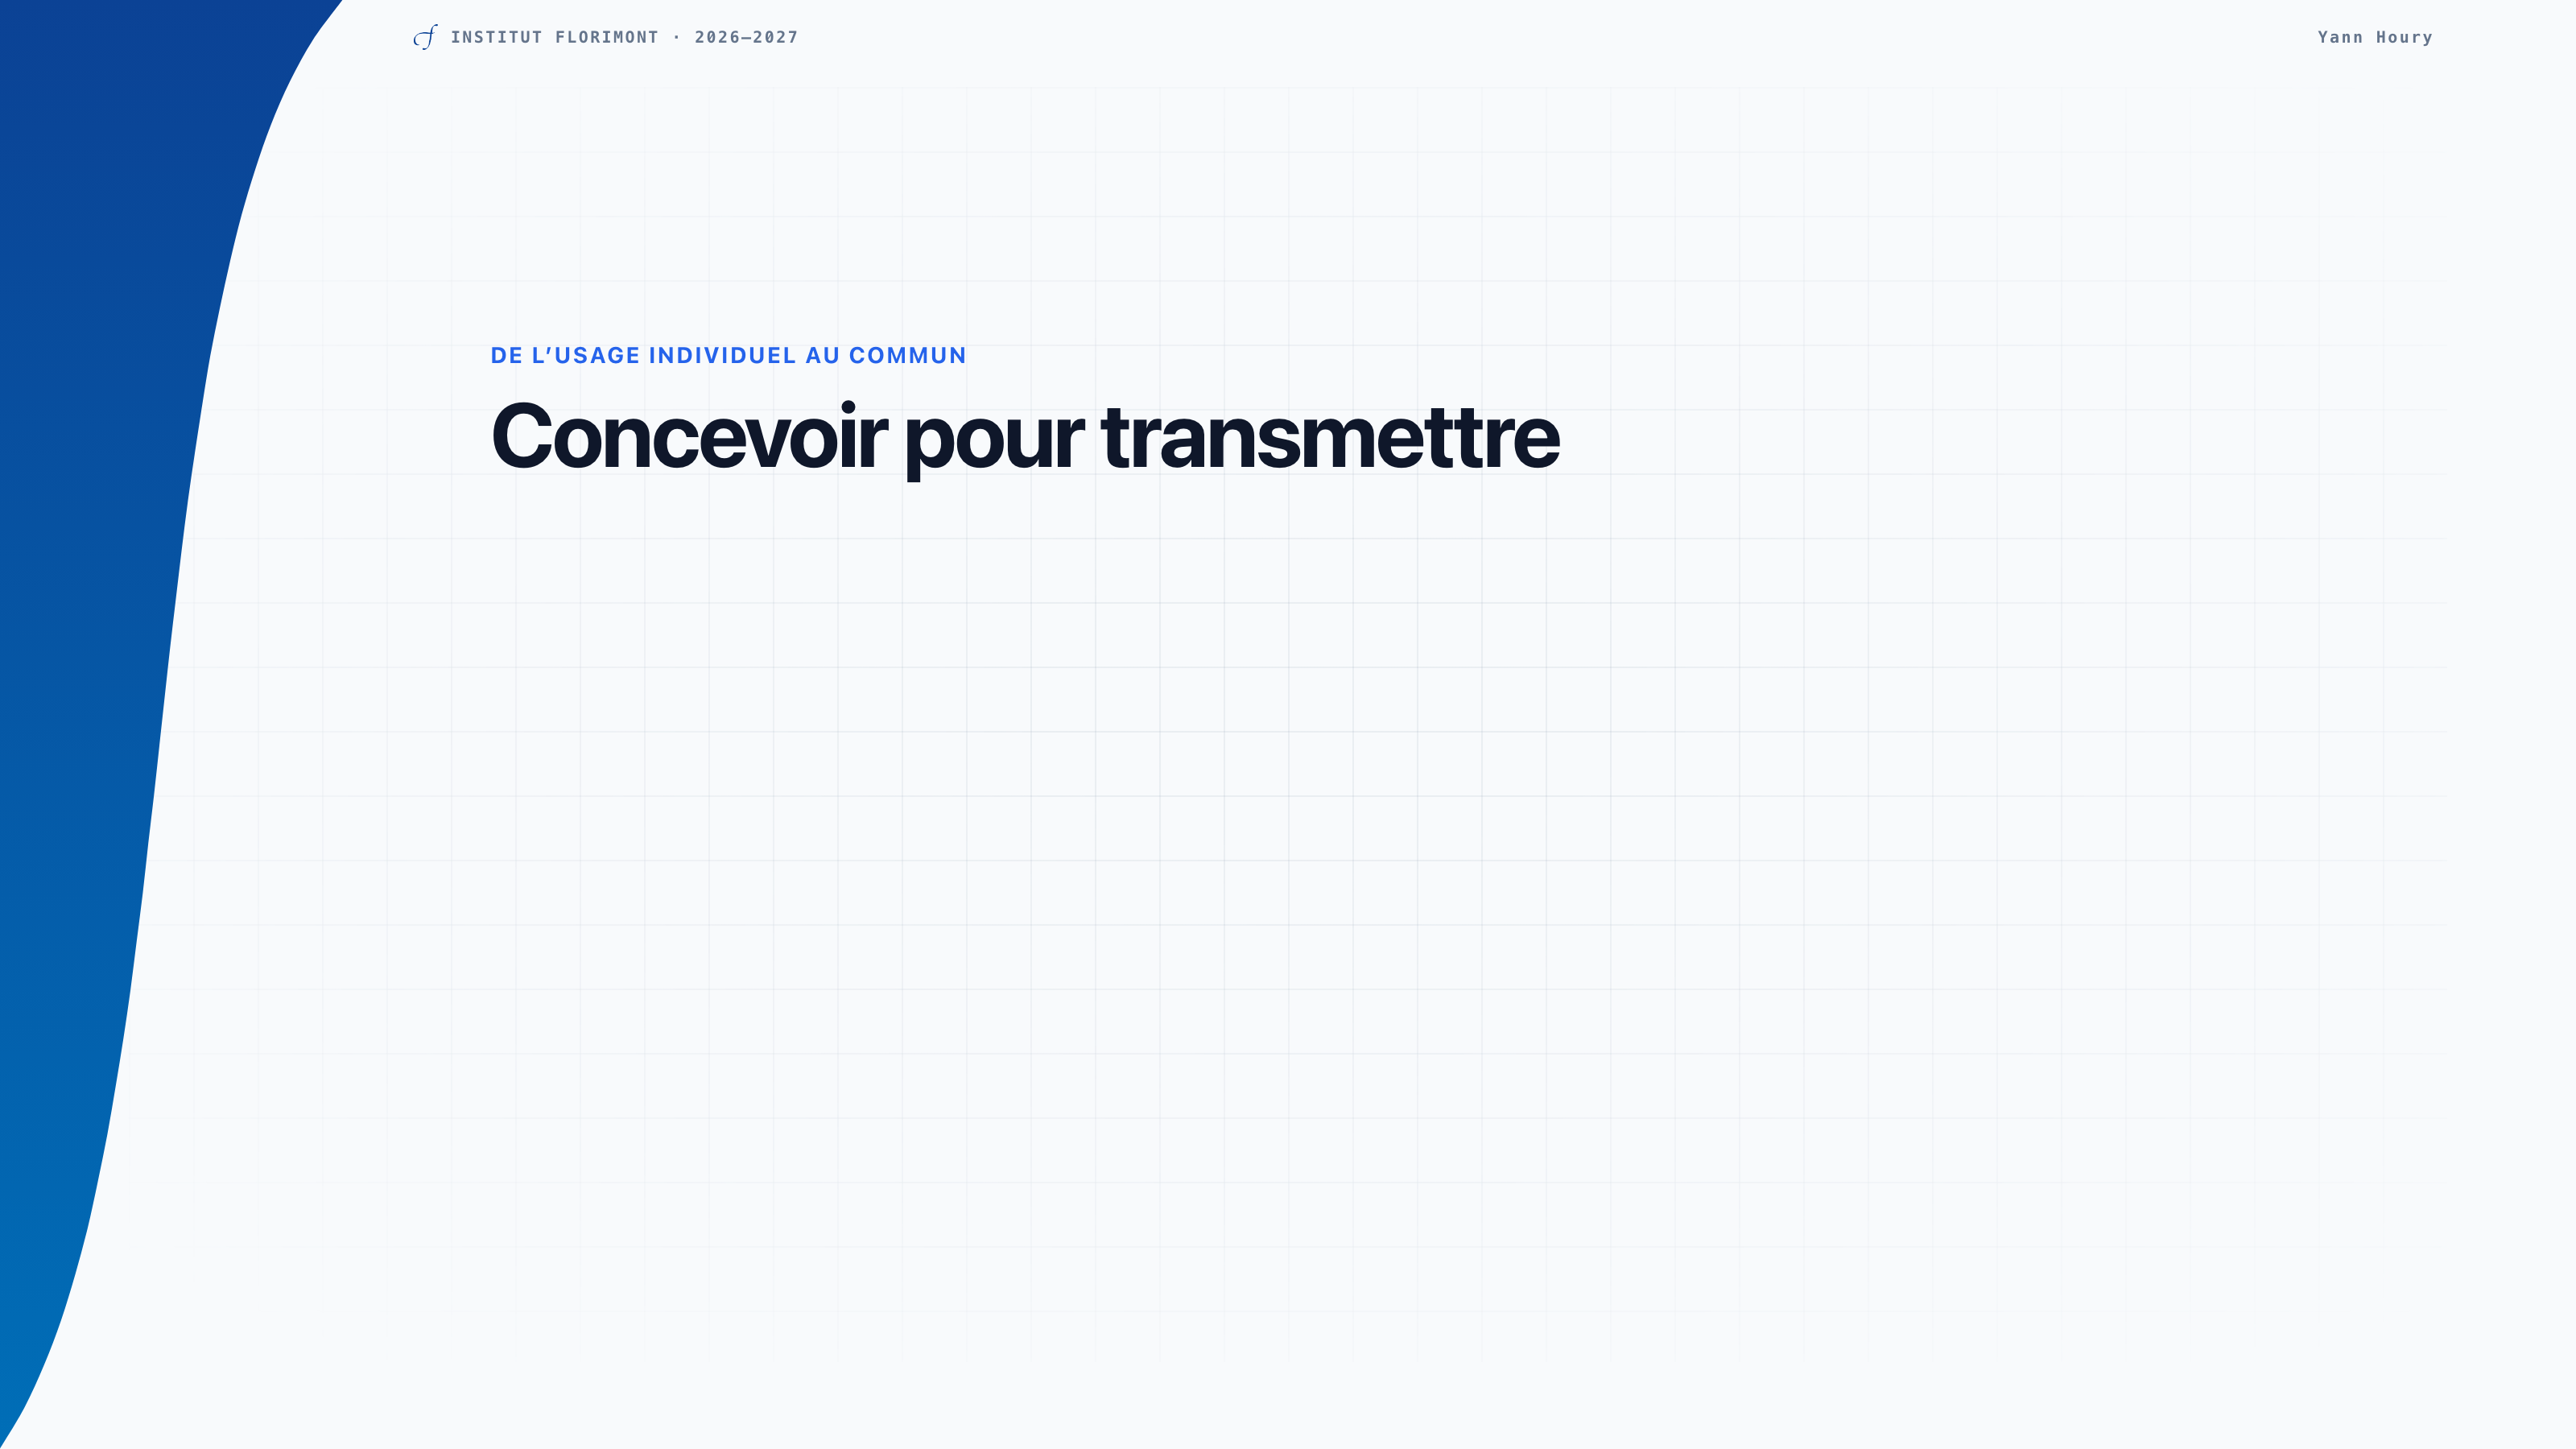 INSTITUT FLORIMONT · 2026—2027
Yann Houry
DE L’USAGE INDIVIDUEL AU COMMUN
Concevoir pour transmettre